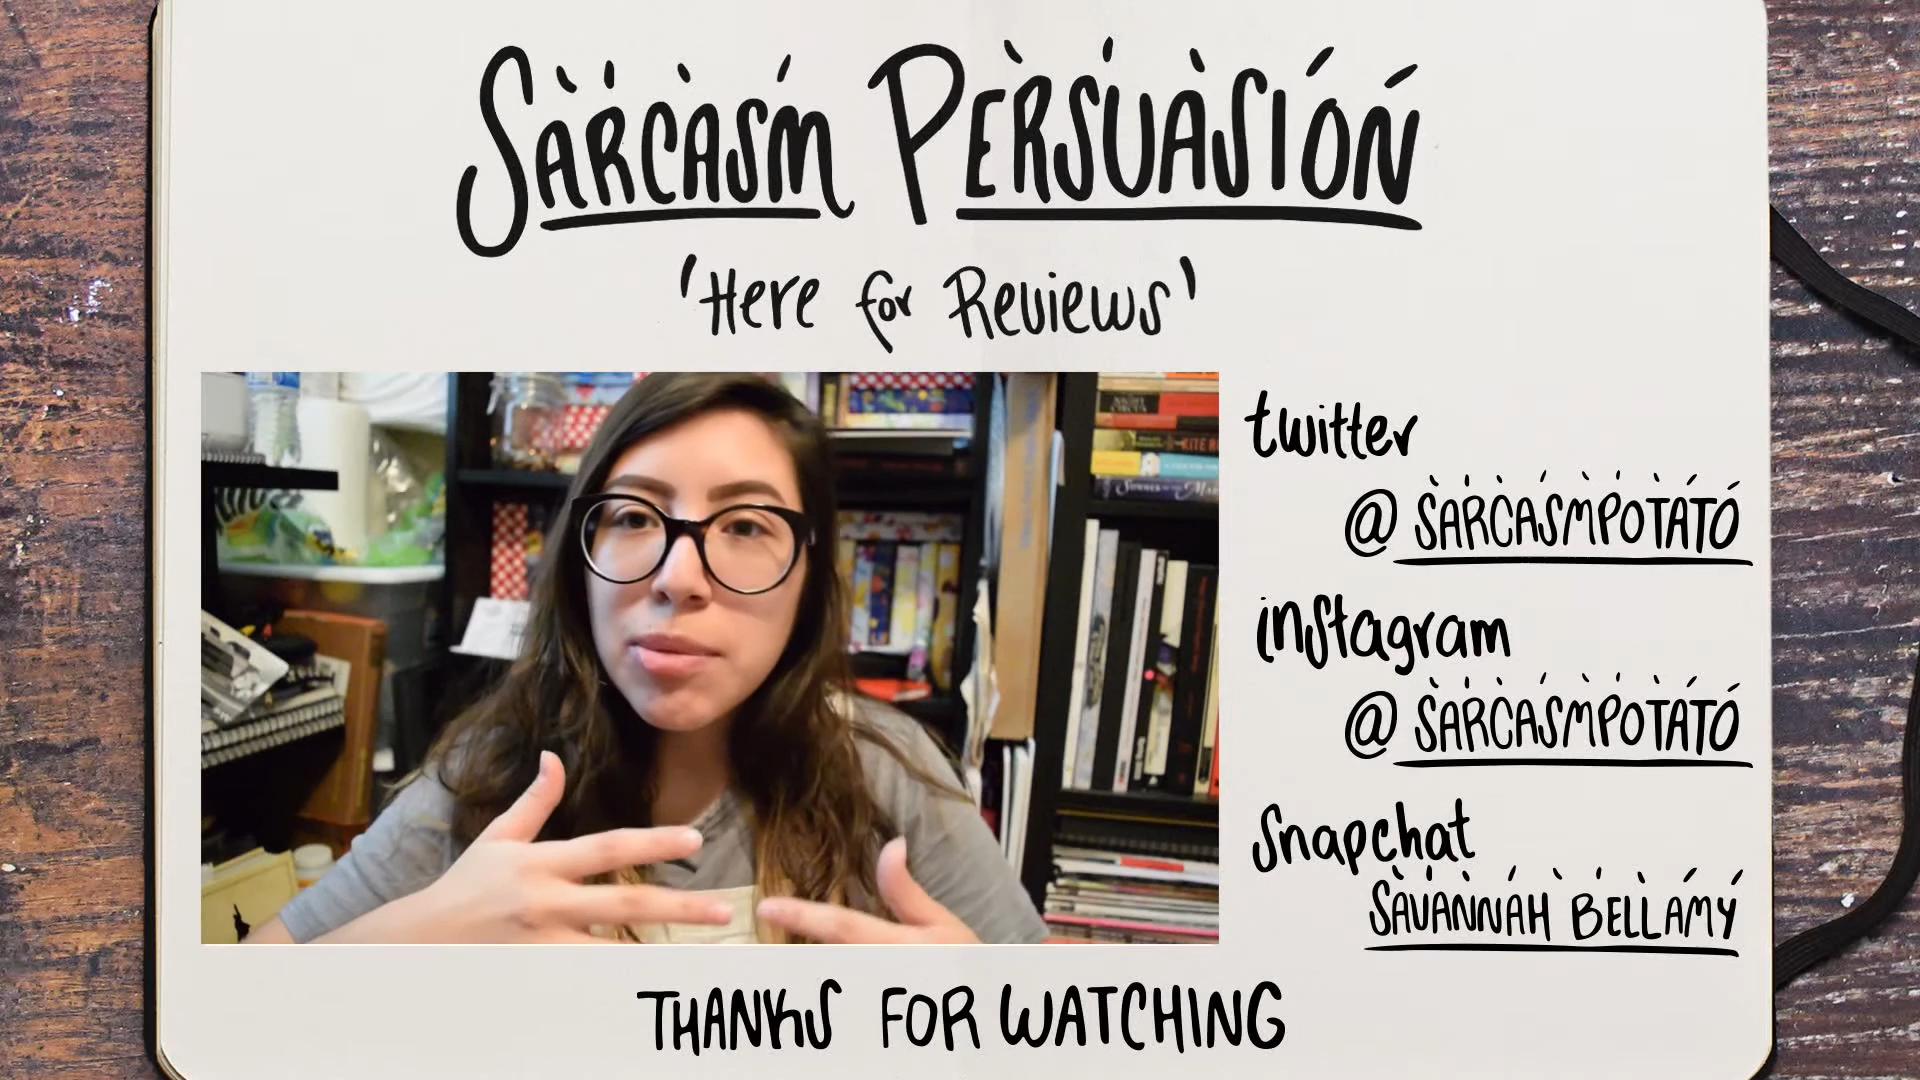 SARCASM PERSUASION
'Here for Reviews'
twitter
@SARCASMPOTATO
instagram
@SARCASMPOTATO
snapchat
SAVANNAH BELLAMY
THANKS FOR WATCHING